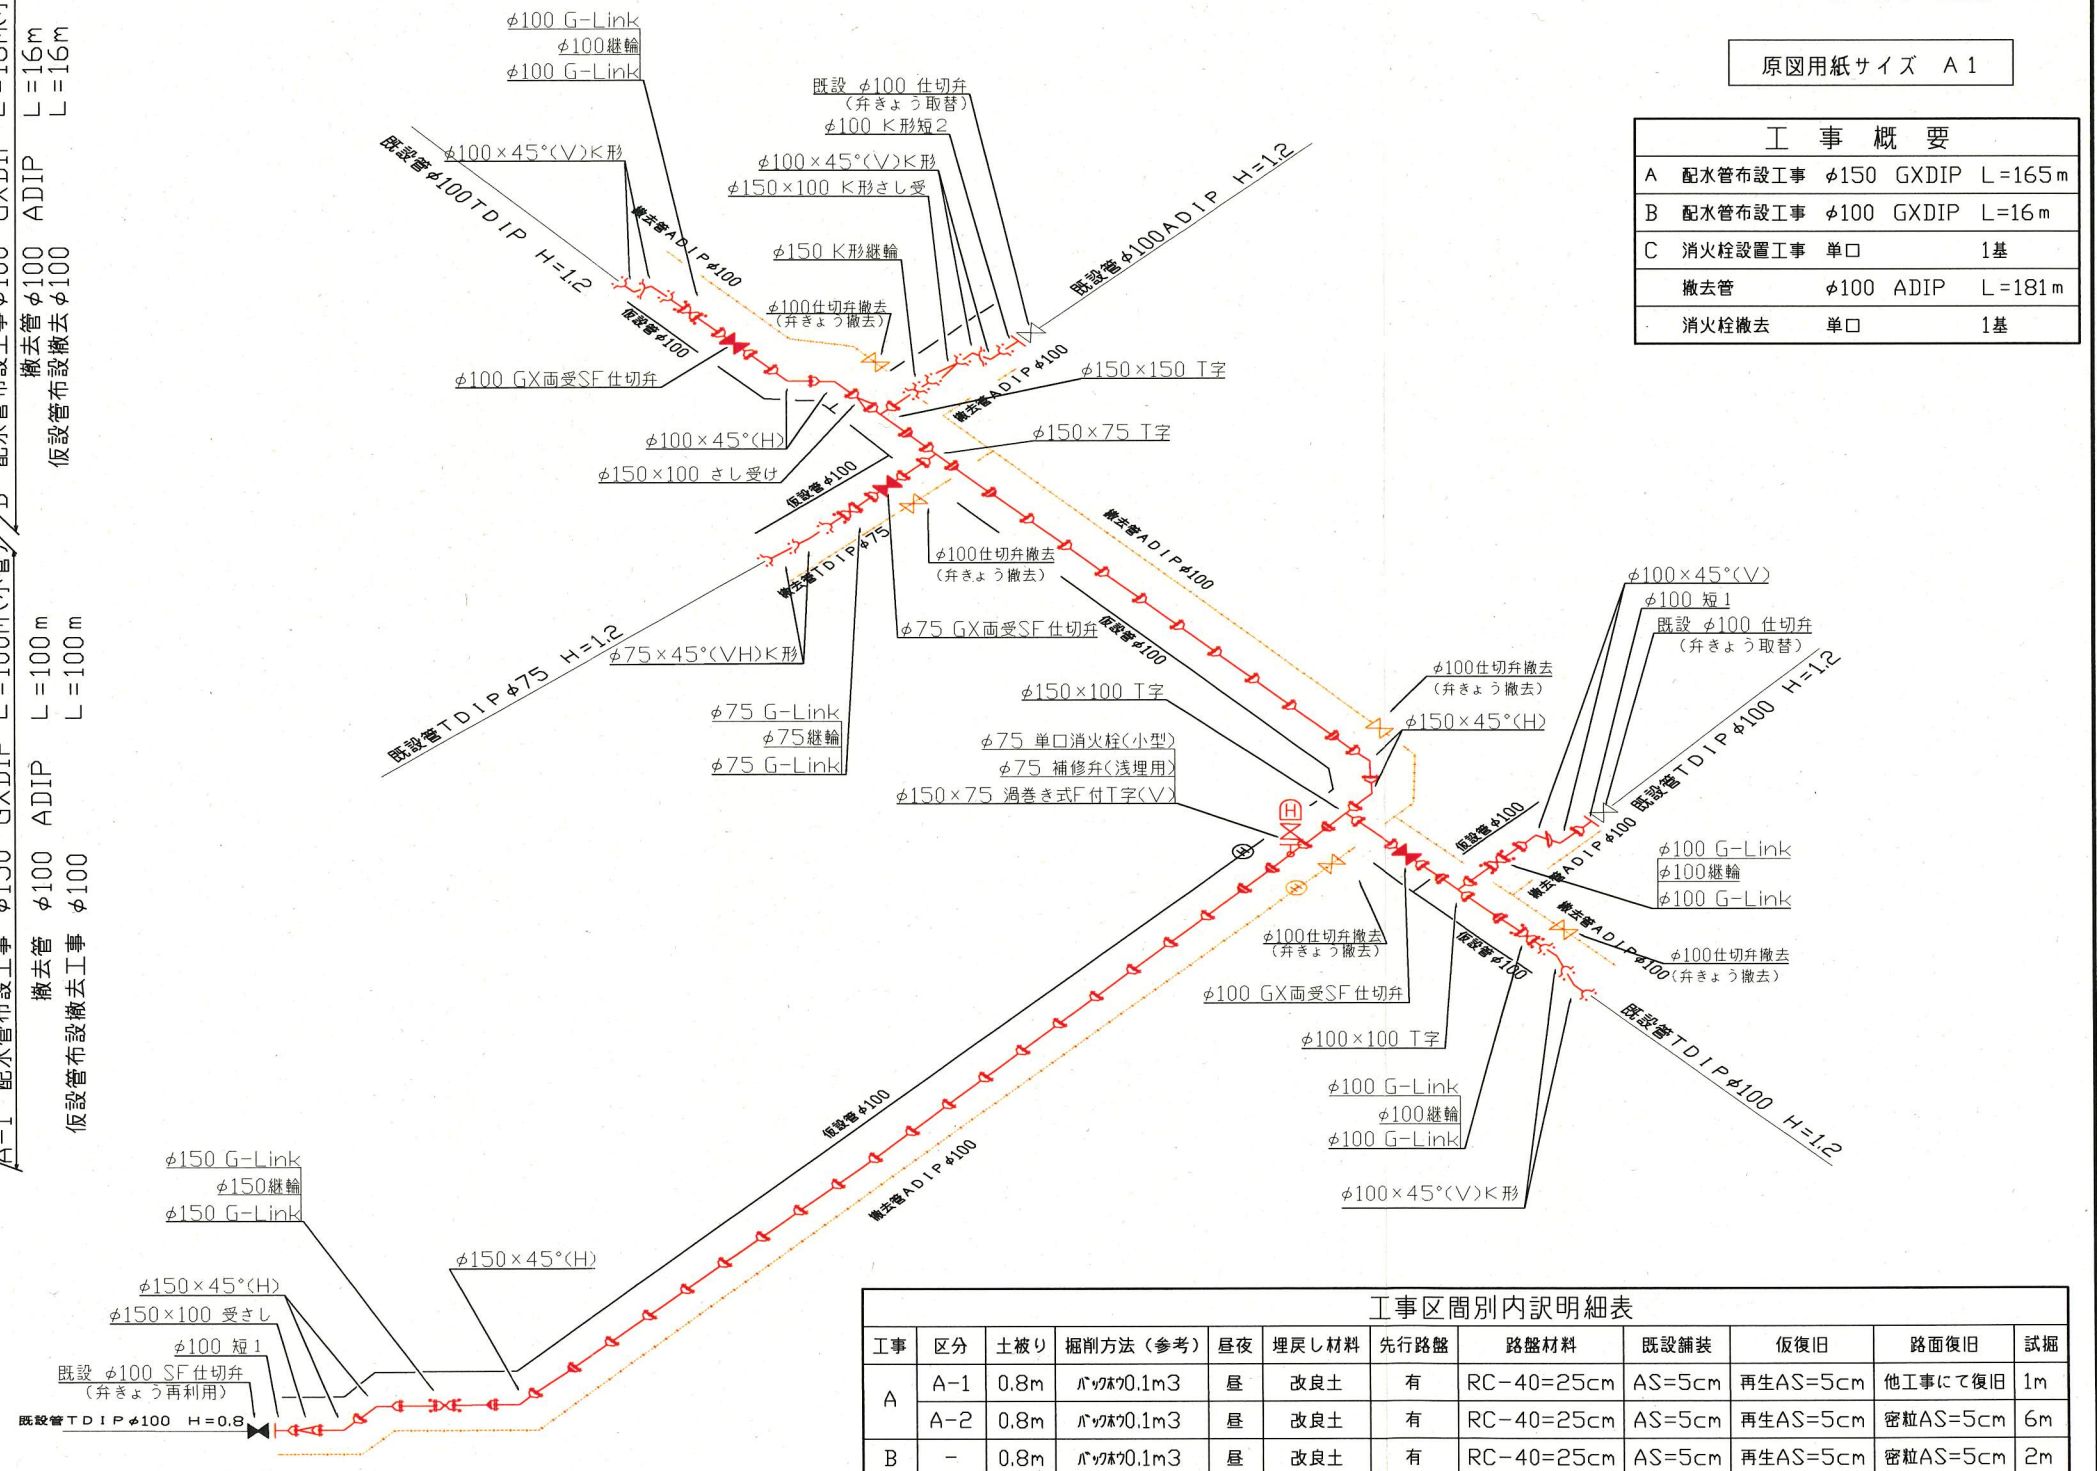 原図用紙サイズ A1
工事概要
A 配水管布設工事 φ150 GXDIP L=165m
B 配水管布設工事 φ100 GXDIP L=16m
C 消火栓設置工事 単口 1基
撤去管 φ100 ADIP L=181m
消火栓撤去 単口 1基
撤去管 φ100 ADIP L=16m
仮設管布設撤去 φ100 L=16m
撤去管 φ100 ADIP L=100m
仮設管布設撤去工事 φ100 L=100m
φ100 G-Link
φ100継輪
φ100 G-Link
φ100×45°(V)K形
既設管φ100TDIP H=1.2
撤去管ADIPφ100
仮設管φ100
φ100 GX両受SF仕切弁
φ100×45°(H)
φ150×100 さし受け
既設 φ100 仕切弁
(弁きょう取替)
φ100 K形短2
φ100×45°(V)K形
φ150×100 K形さし受
φ150 K形継輪
φ100仕切弁撤去
(弁きょう撤去)
既設管φ100ADIP H=1.2
撤去管ADIPφ100
φ150×150 T字
φ150×75 T字
仮設管φ100
φ100仕切弁撤去
(弁きょう撤去)
撤去管TDIPφ75
既設管TDIPφ75 H=1.2
φ75×45°(VH)K形
φ75 GX両受SF仕切弁
φ75 G-Link
φ75継輪
φ75 G-Link
撤去管ADIPφ100
仮設管φ100
φ150×100 T字
φ75 単口消火栓(小型)
φ75 補修弁(浅埋用)
φ150×75 渦巻き式F付T字(V)
H
H
H
φ100仕切弁撤去
(弁きょう撤去)
φ150×45°(H)
φ100×45°(V)
φ100 短1
既設 φ100 仕切弁
(弁きょう取替)
既設管TDIPφ100 H=1.2
仮設管φ100
撤去管ADIPφ100
φ100 G-Link
φ100継輪
φ100 G-Link
撤去管ADIPφ100
φ100仕切弁撤去
(弁きょう撤去)
φ100仕切弁撤去
(弁きょう撤去)
仮設管φ100
φ100 GX両受SF仕切弁
φ100×100 T字
既設管TDIPφ100 H=1.2
φ100 G-Link
φ100継輪
φ100 G-Link
φ100×45°(V)K形
仮設管φ100
撤去管ADIPφ100
φ150 G-Link
φ150継輪
φ150 G-Link
φ150×45°(H)
φ150×45°(H)
φ150×100 受さし
φ100 短1
既設 φ100 SF仕切弁
(弁きょう再利用)
既設管TDIPφ100 H=0.8
工事区間別内訳明細表
工事 区分 土被り 掘削方法（参考） 昼夜 埋戻し材料 先行路盤 路盤材料 既設舗装 仮復旧 路面復旧 試掘
A A-1 0.8m バックホウ0.1m3 昼 改良土 有 RC-40=25cm AS=5cm 再生AS=5cm 他工事にて復旧 1m
A-2 0.8m バックホウ0.1m3 昼 改良土 有 RC-40=25cm AS=5cm 再生AS=5cm 密粒AS=5cm 6m
B - 0.8m バックホウ0.1m3 昼 改良土 有 RC-40=25cm AS=5cm 再生AS=5cm 密粒AS=5cm 2m